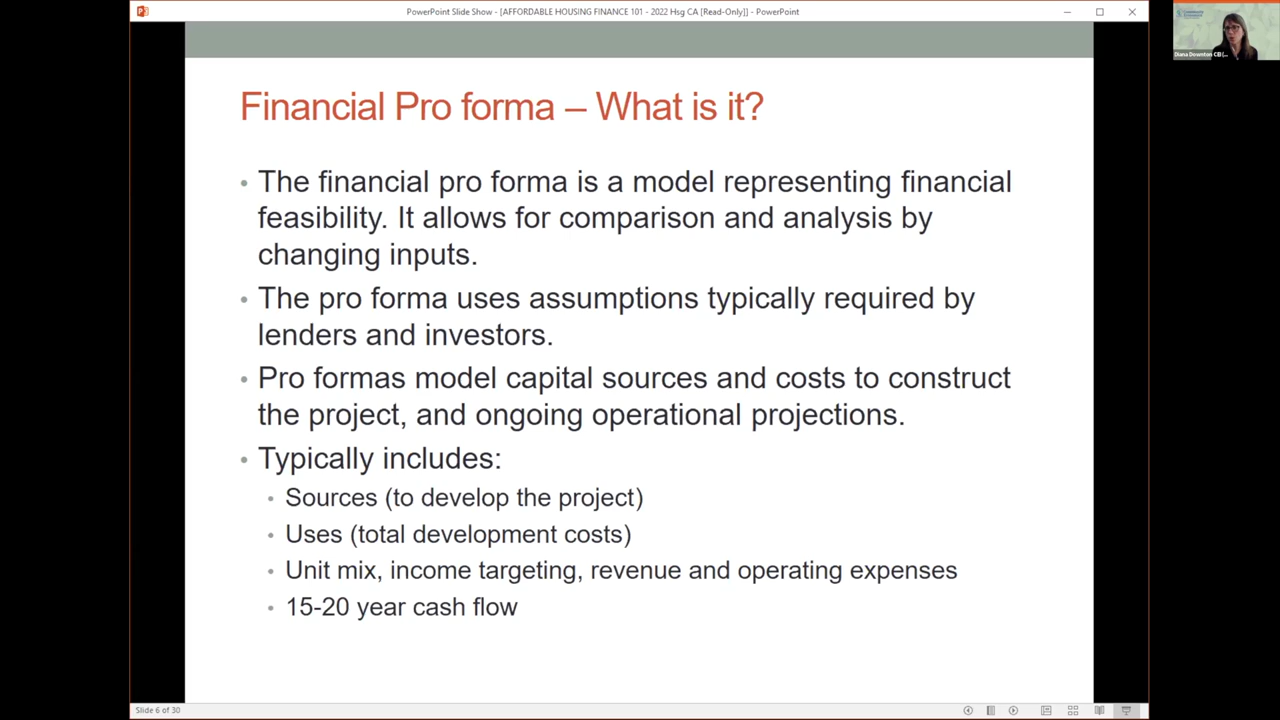 PowerPoint Slide Show - [AFFORDABLE HOUSING FINANCE 101 - 2022 Hsg CA [Read-Only]] - PowerPoint
Financial Pro forma – What is it?
• The financial pro forma is a model representing financial
feasibility. It allows for comparison and analysis by
changing inputs.
• The pro forma uses assumptions typically required by
lenders and investors.
• Pro formas model capital sources and costs to construct
the project, and ongoing operational projections.
• Typically includes:
• Sources (to develop the project)
• Uses (total development costs)
• Unit mix, income targeting, revenue and operating expenses
• 15-20 year cash flow
Slide 6 of 30
Diana Downton CEI (...